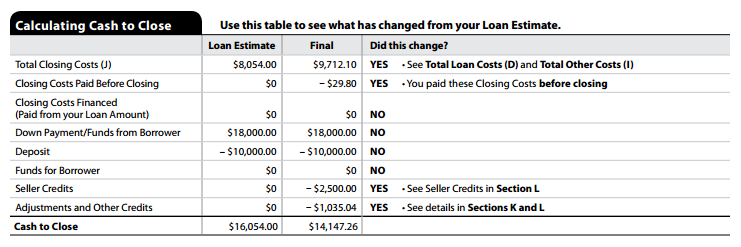 Calculating Cash to Close Use this table to see what has changed from your Loan Estimate.
Loan Estimate Final Did this change?
Total Closing Costs (J) $8,054.00 $9,712.10 YES • See Total Loan Costs (D) and Total Other Costs (I)
Closing Costs Paid Before Closing $0 – $29.80 YES • You paid these Closing Costs before closing
Closing Costs Financed
(Paid from your Loan Amount) $0 $0 NO
Down Payment/Funds from Borrower $18,000.00 $18,000.00 NO
Deposit – $10,000.00 – $10,000.00 NO
Funds for Borrower $0 $0 NO
Seller Credits $0 – $2,500.00 YES • See Seller Credits in Section L
Adjustments and Other Credits $0 – $1,035.04 YES • See details in Sections K and L
Cash to Close $16,054.00 $14,147.26